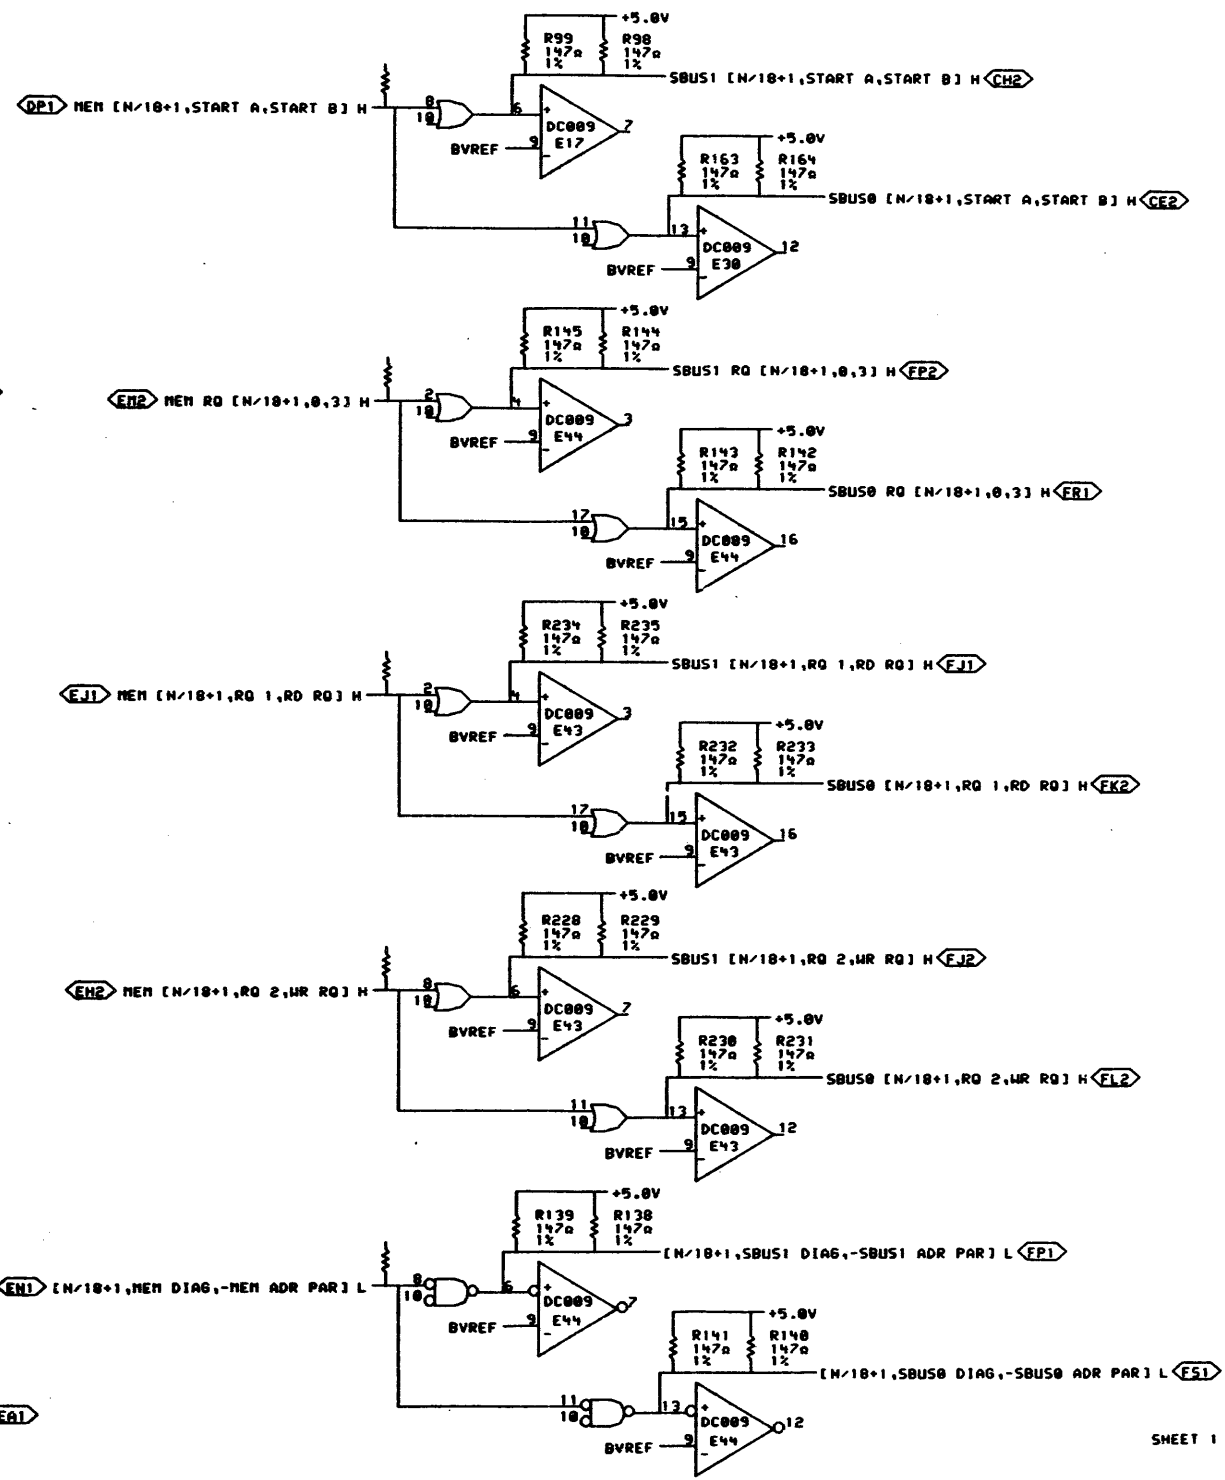 +5.0V
R99 R98
147Ω 147Ω
1% 1%
SBUS1 [N/18+1,START A,START B] H CH2
DP1 MEM [N/18+1,START A,START B] H
8
10
6
+
DC009
E17
7
BVREF 9
-
+5.0V
R163 R164
147Ω 147Ω
1% 1%
SBUS0 [N/18+1,START A,START B] H CE2
11
10
13
+
DC009
E30
12
BVREF 9
-
+5.0V
R145 R144
147Ω 147Ω
1% 1%
SBUS1 RQ [N/18+1,0,3] H FP2
EM2 MEM RQ [N/18+1,0,3] H
2
10
4
+
DC009
E44
3
BVREF 9
-
+5.0V
R143 R142
147Ω 147Ω
1% 1%
SBUS0 RQ [N/18+1,0,3] H FR1
17
10
15
+
DC009
E44
16
BVREF 9
-
+5.0V
R234 R235
147Ω 147Ω
1% 1%
SBUS1 [N/18+1,RQ 1,RD RQ] H FJ1
EJ1 MEM [N/18+1,RQ 1,RD RQ] H
2
10
4
+
DC009
E43
3
BVREF 9
-
+5.0V
R232 R233
147Ω 147Ω
1% 1%
SBUS0 [N/18+1,RQ 1,RD RQ] H FK2
17
10
15
+
DC009
E43
16
BVREF 9
-
+5.0V
R228 R229
147Ω 147Ω
1% 1%
SBUS1 [N/18+1,RQ 2,WR RQ] H FJ2
EH2 MEM [N/18+1,RQ 2,WR RQ] H
8
10
6
+
DC009
E43
7
BVREF 9
-
+5.0V
R230 R231
147Ω 147Ω
1% 1%
SBUS0 [N/18+1,RQ 2,WR RQ] H FL2
11
10
13
+
DC009
E43
12
BVREF 9
-
+5.0V
R139 R138
147Ω 147Ω
1% 1%
[N/18+1,SBUS1 DIAG,-SBUS1 ADR PAR] L FP1
EN1 [N/18+1,MEM DIAG,-MEM ADR PAR] L
8
10
6
+
DC009
E44
7
BVREF 9
-
+5.0V
R141 R140
147Ω 147Ω
1% 1%
[N/18+1,SBUS0 DIAG,-SBUS0 ADR PAR] L FS1
11
10
13
+
DC009
E44
12
BVREF 9
-
EA1
SHEET 1